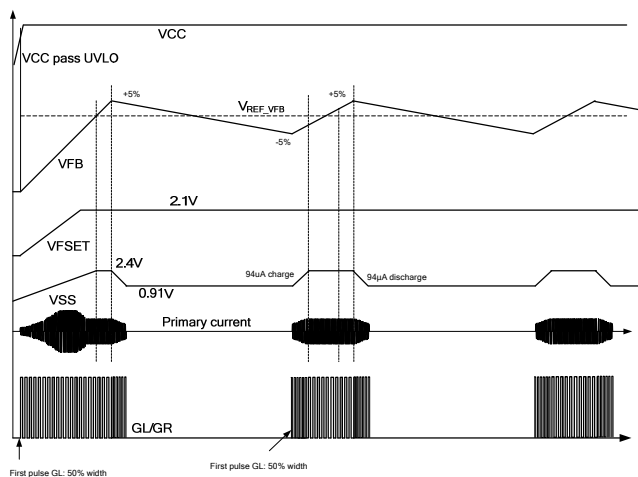 VCC
VCC pass UVLO
+5%
VREF_VFB
+5%
-5%
VFB
2.1V
VFSET
2.4V
94uA charge
94µA discharge
0.91V
VSS
Primary current
GL/GR
First pulse GL: 50% width
First pulse GL: 50% width